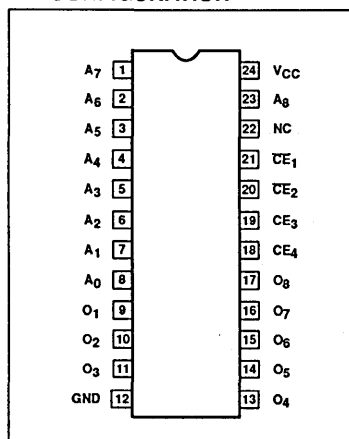 A7 1 24 VCC
A6 2 23 A8
A5 3 22 NC
A4 4 21 CE1
A3 5 20 CE2
A2 6 19 CE3
A1 7 18 CE4
A0 8 17 O8
O1 9 16 O7
O2 10 15 O6
O3 11 14 O5
GND 12 13 O4